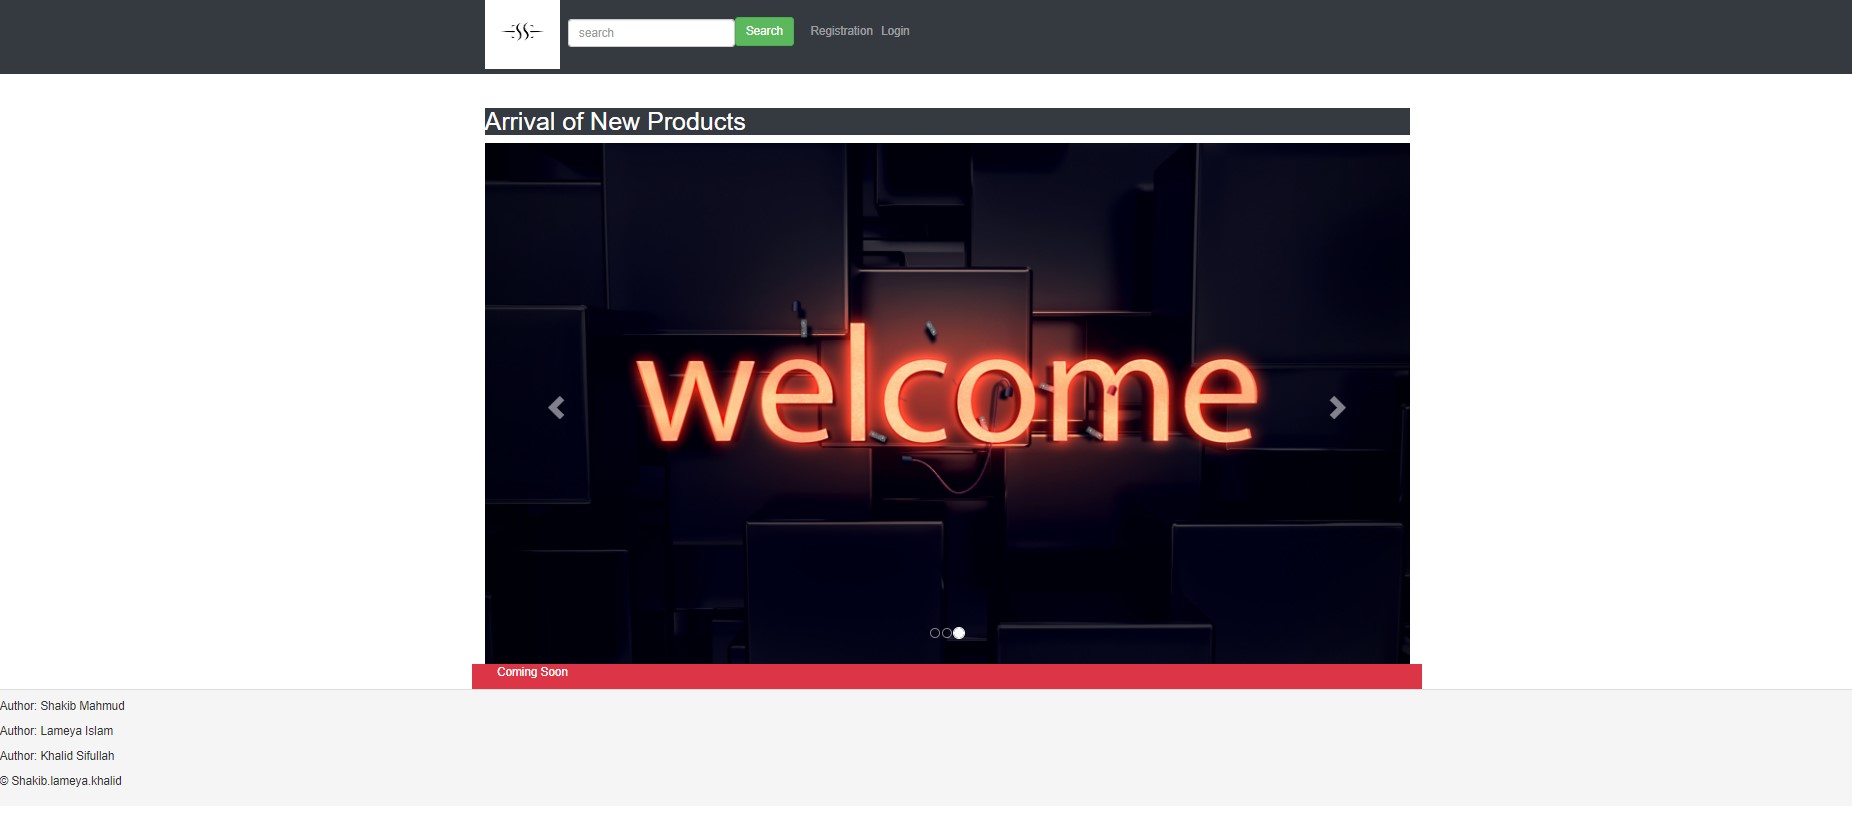 search
Search
Registration
Login
Arrival of New Products
welcome
Coming Soon
Author: Shakib Mahmud
Author: Lameya Islam
Author: Khalid Sifullah
© Shakib.lameya.khalid